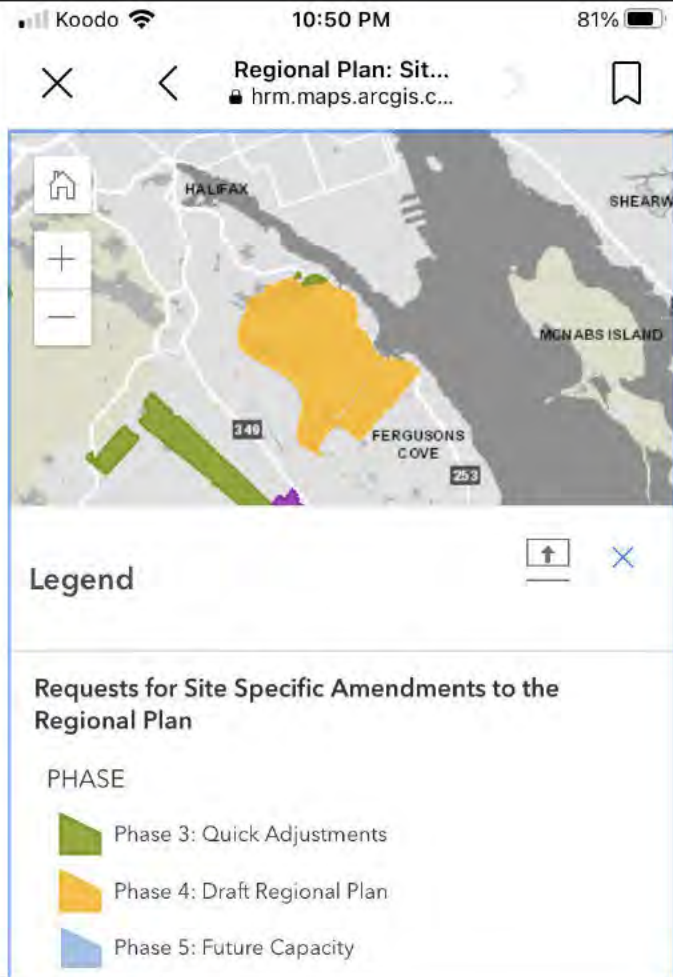 Koodo 10:50 PM 81%
Regional Plan: Sit...
hrm.maps.arcgis.c...
HALIFAX
SHEARW
MCNABS ISLAND
349
FERGUSONS
COVE
253
Legend
Requests for Site Specific Amendments to the
Regional Plan
PHASE
Phase 3: Quick Adjustments
Phase 4: Draft Regional Plan
Phase 5: Future Capacity